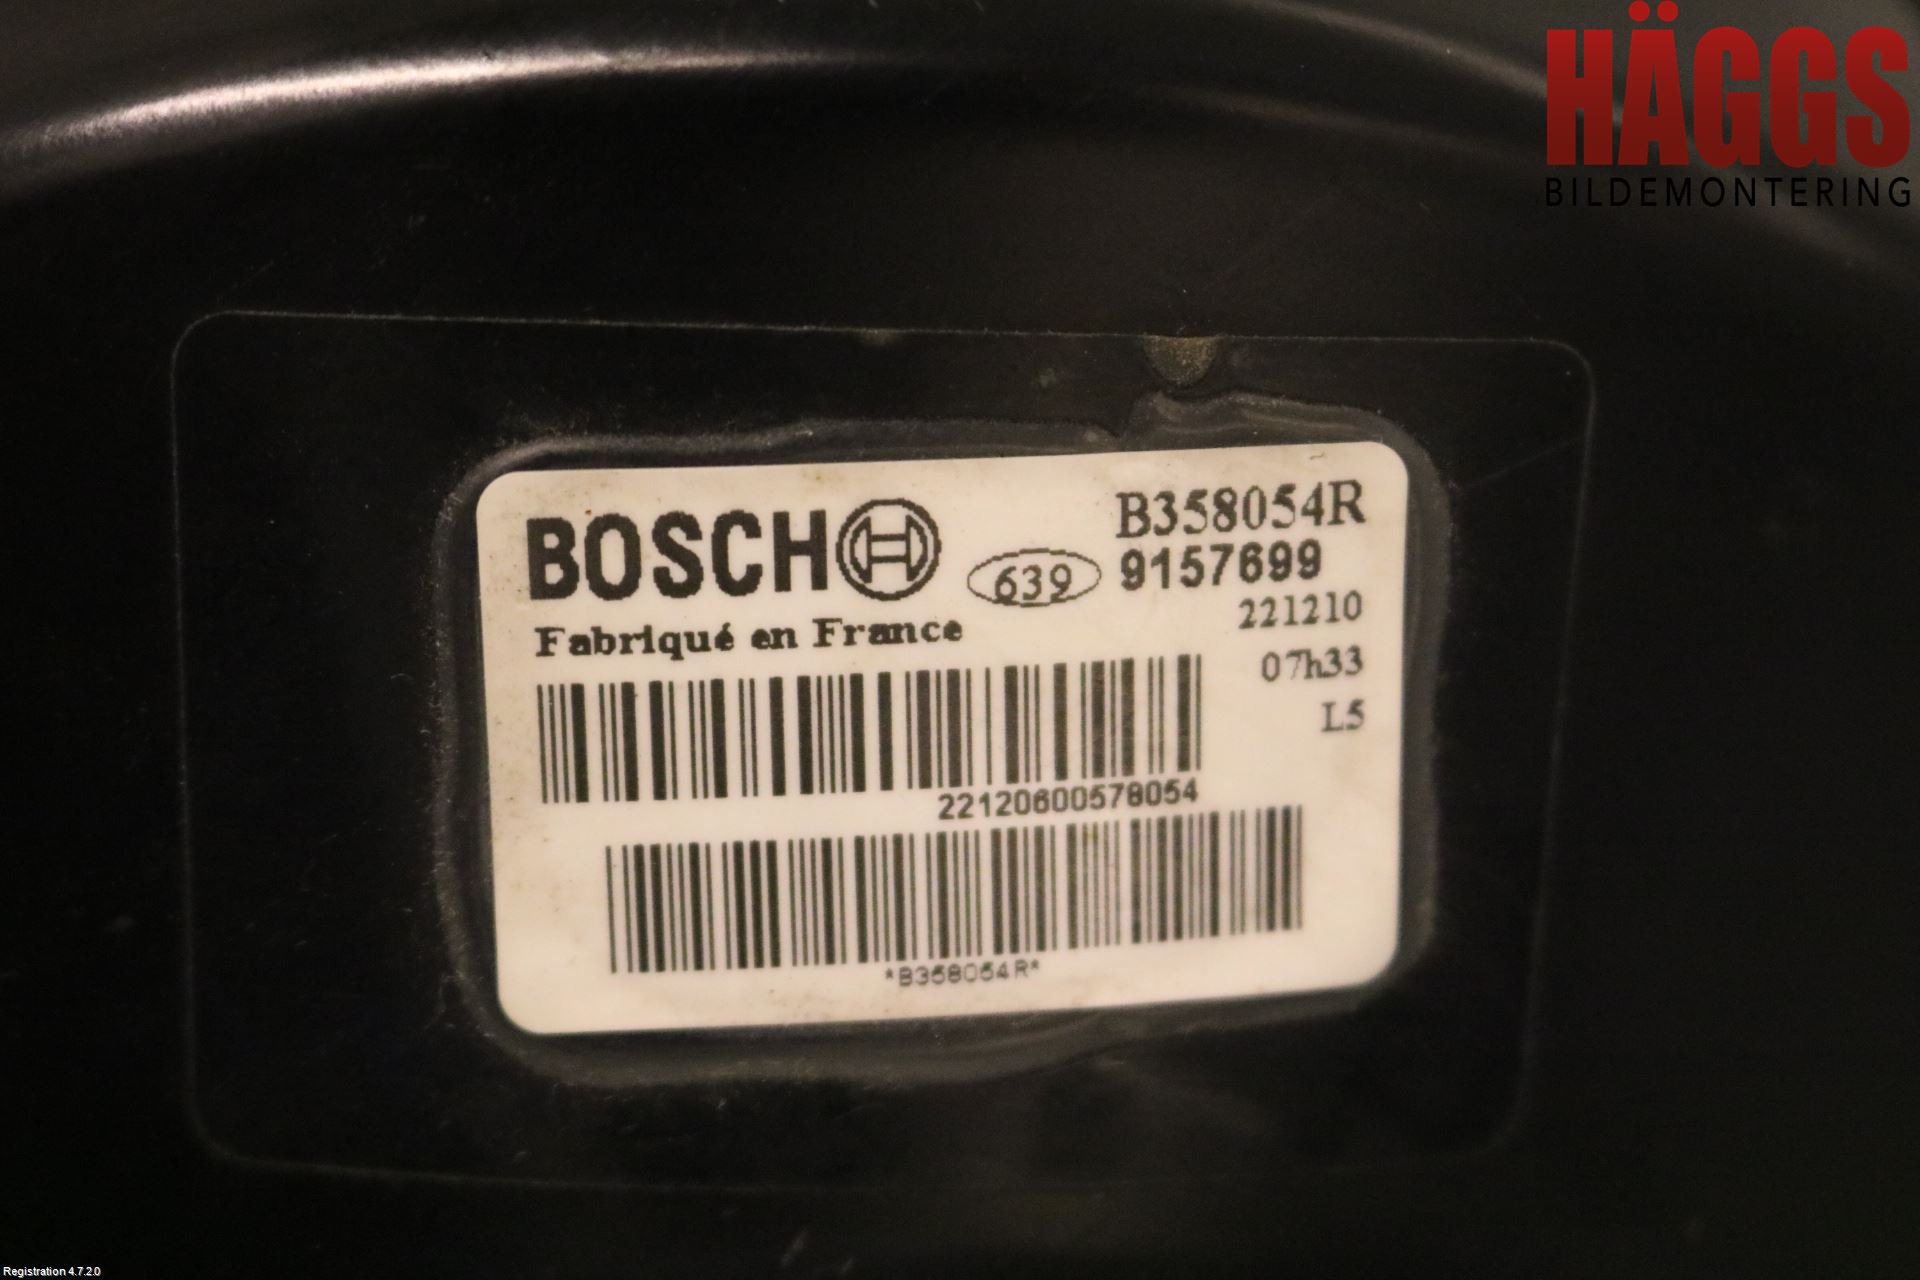 HÄGGS
BILDEMONTERING
BOSCH
639
B358054R
9157699
221210
Fabriqué en France
07h33
L5
22120600578054
*B358054R*
Registration 4.7.2.0